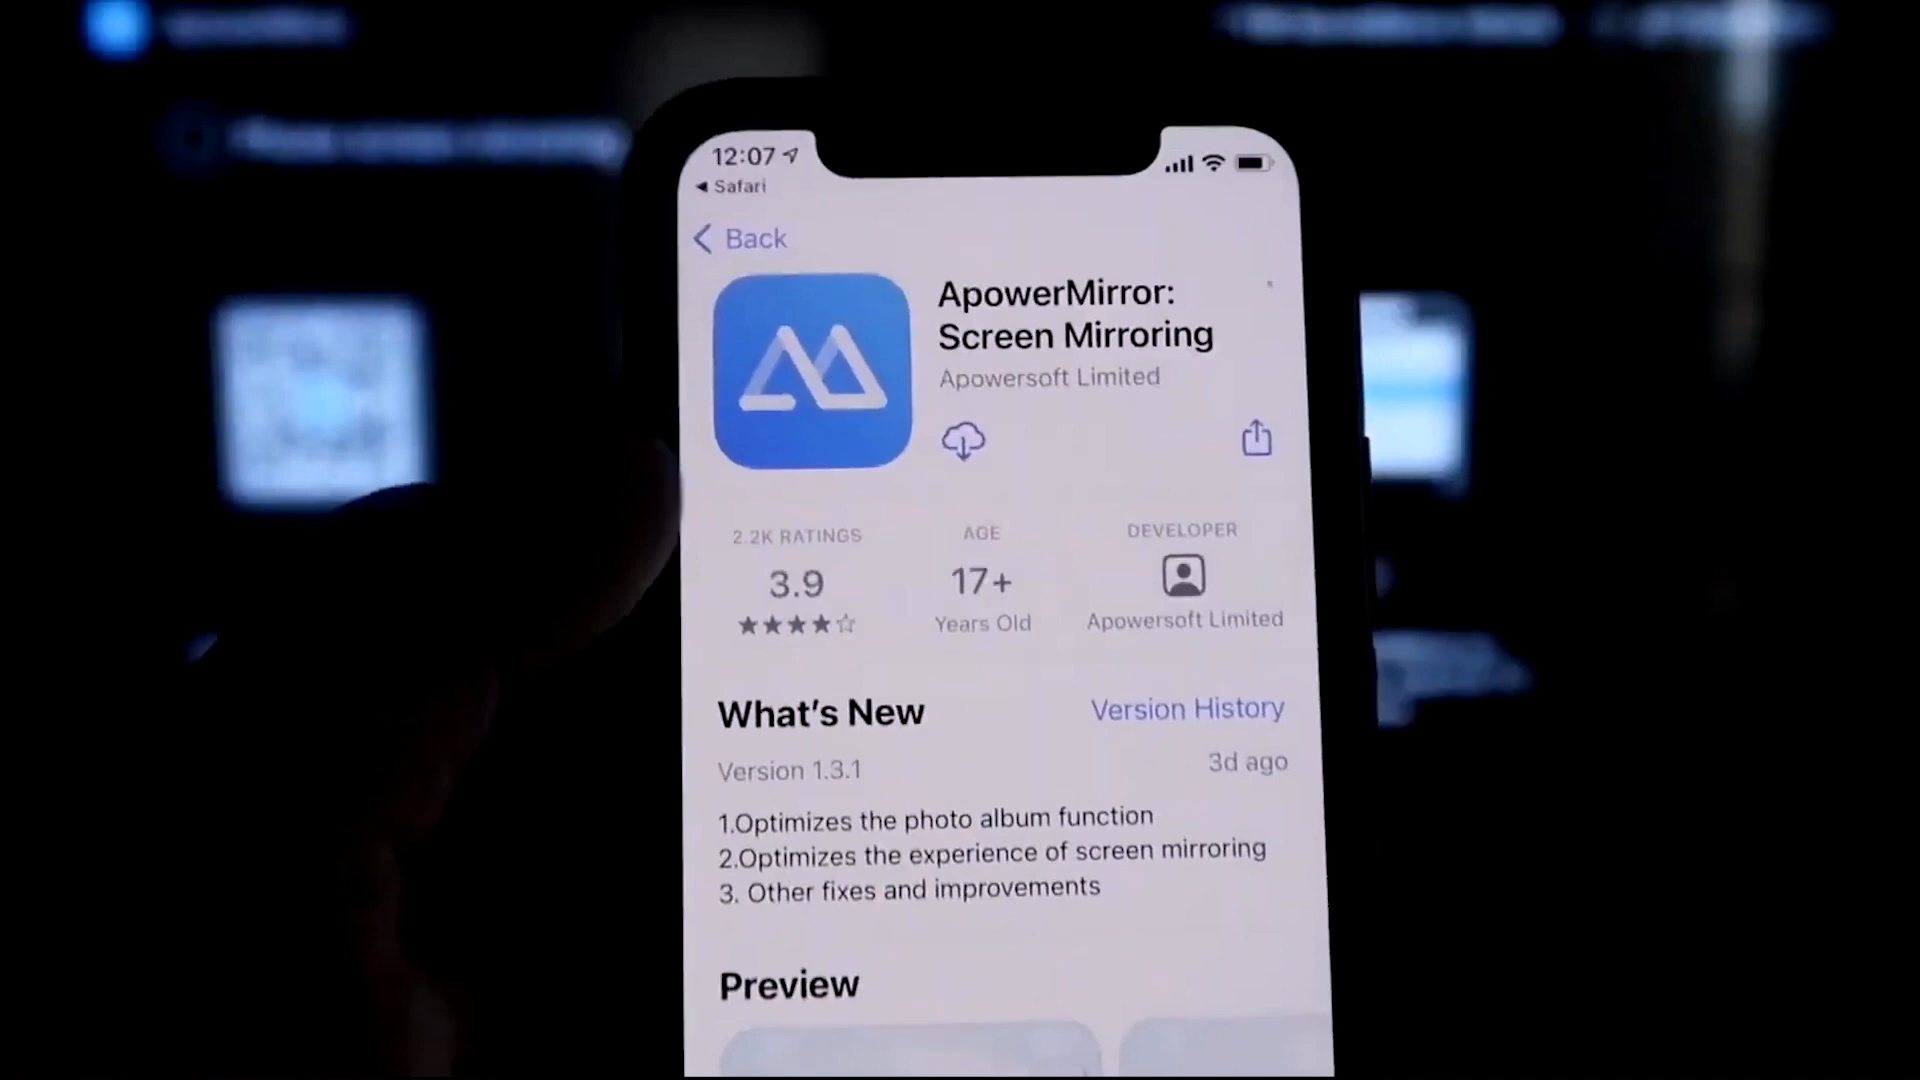 12:07
Safari
Back
ApowerMirror:
Screen Mirroring
Apowersoft Limited
2.2K RATINGS
AGE
DEVELOPER
3.9
17+
Years Old
Apowersoft Limited
What's New
Version History
Version 1.3.1
3d ago
1.Optimizes the photo album function
2.Optimizes the experience of screen mirroring
3. Other fixes and improvements
Preview